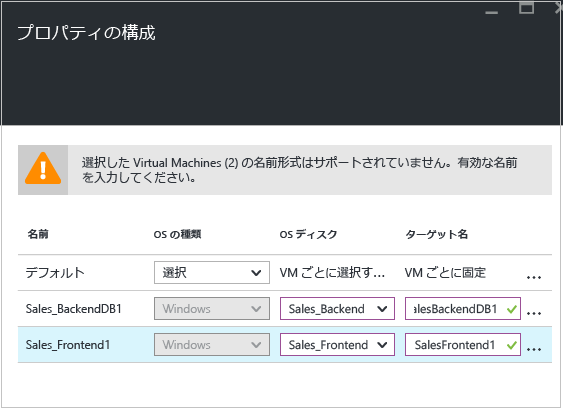 プロパティの構成
選択した Virtual Machines (2) の名前形式はサポートされていません。有効な名前
を入力してください。
名前 OS の種類 OS ディスク ターゲット名
デフォルト 選択 VM ごとに選択す... VM ごとに固定 ...
Sales_BackendDB1 Windows Sales_Backend alesBackendDB1 ...
Sales_Frontend1 Windows Sales_Frontend SalesFrontend1 ...